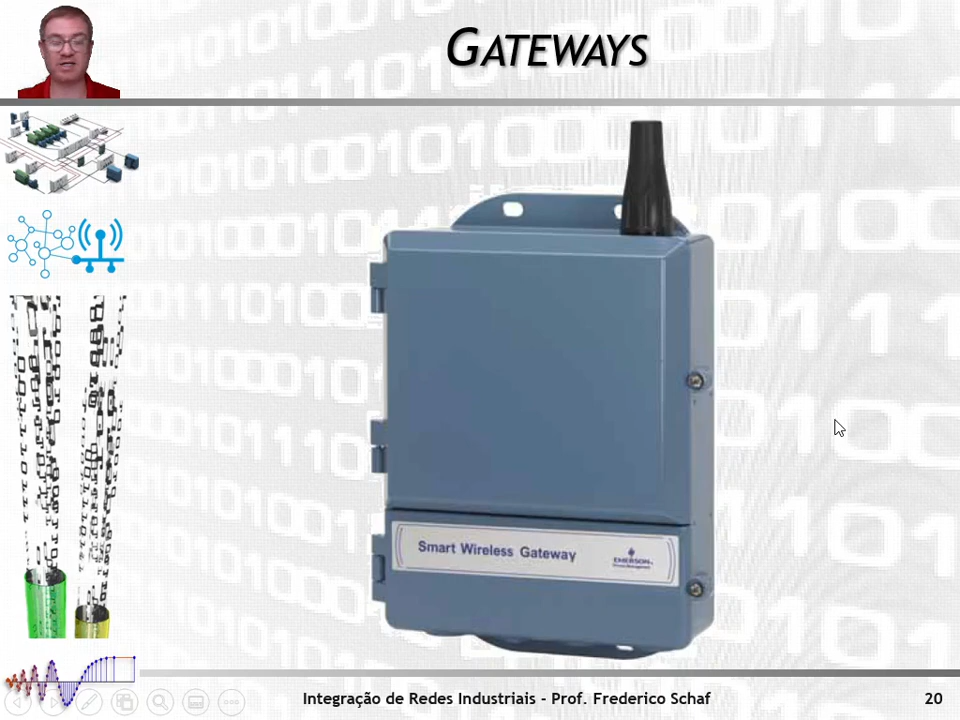 GATEWAYS
Smart Wireless Gateway
EMERSON
Integração de Redes Industriais - Prof. Frederico Schaf
20